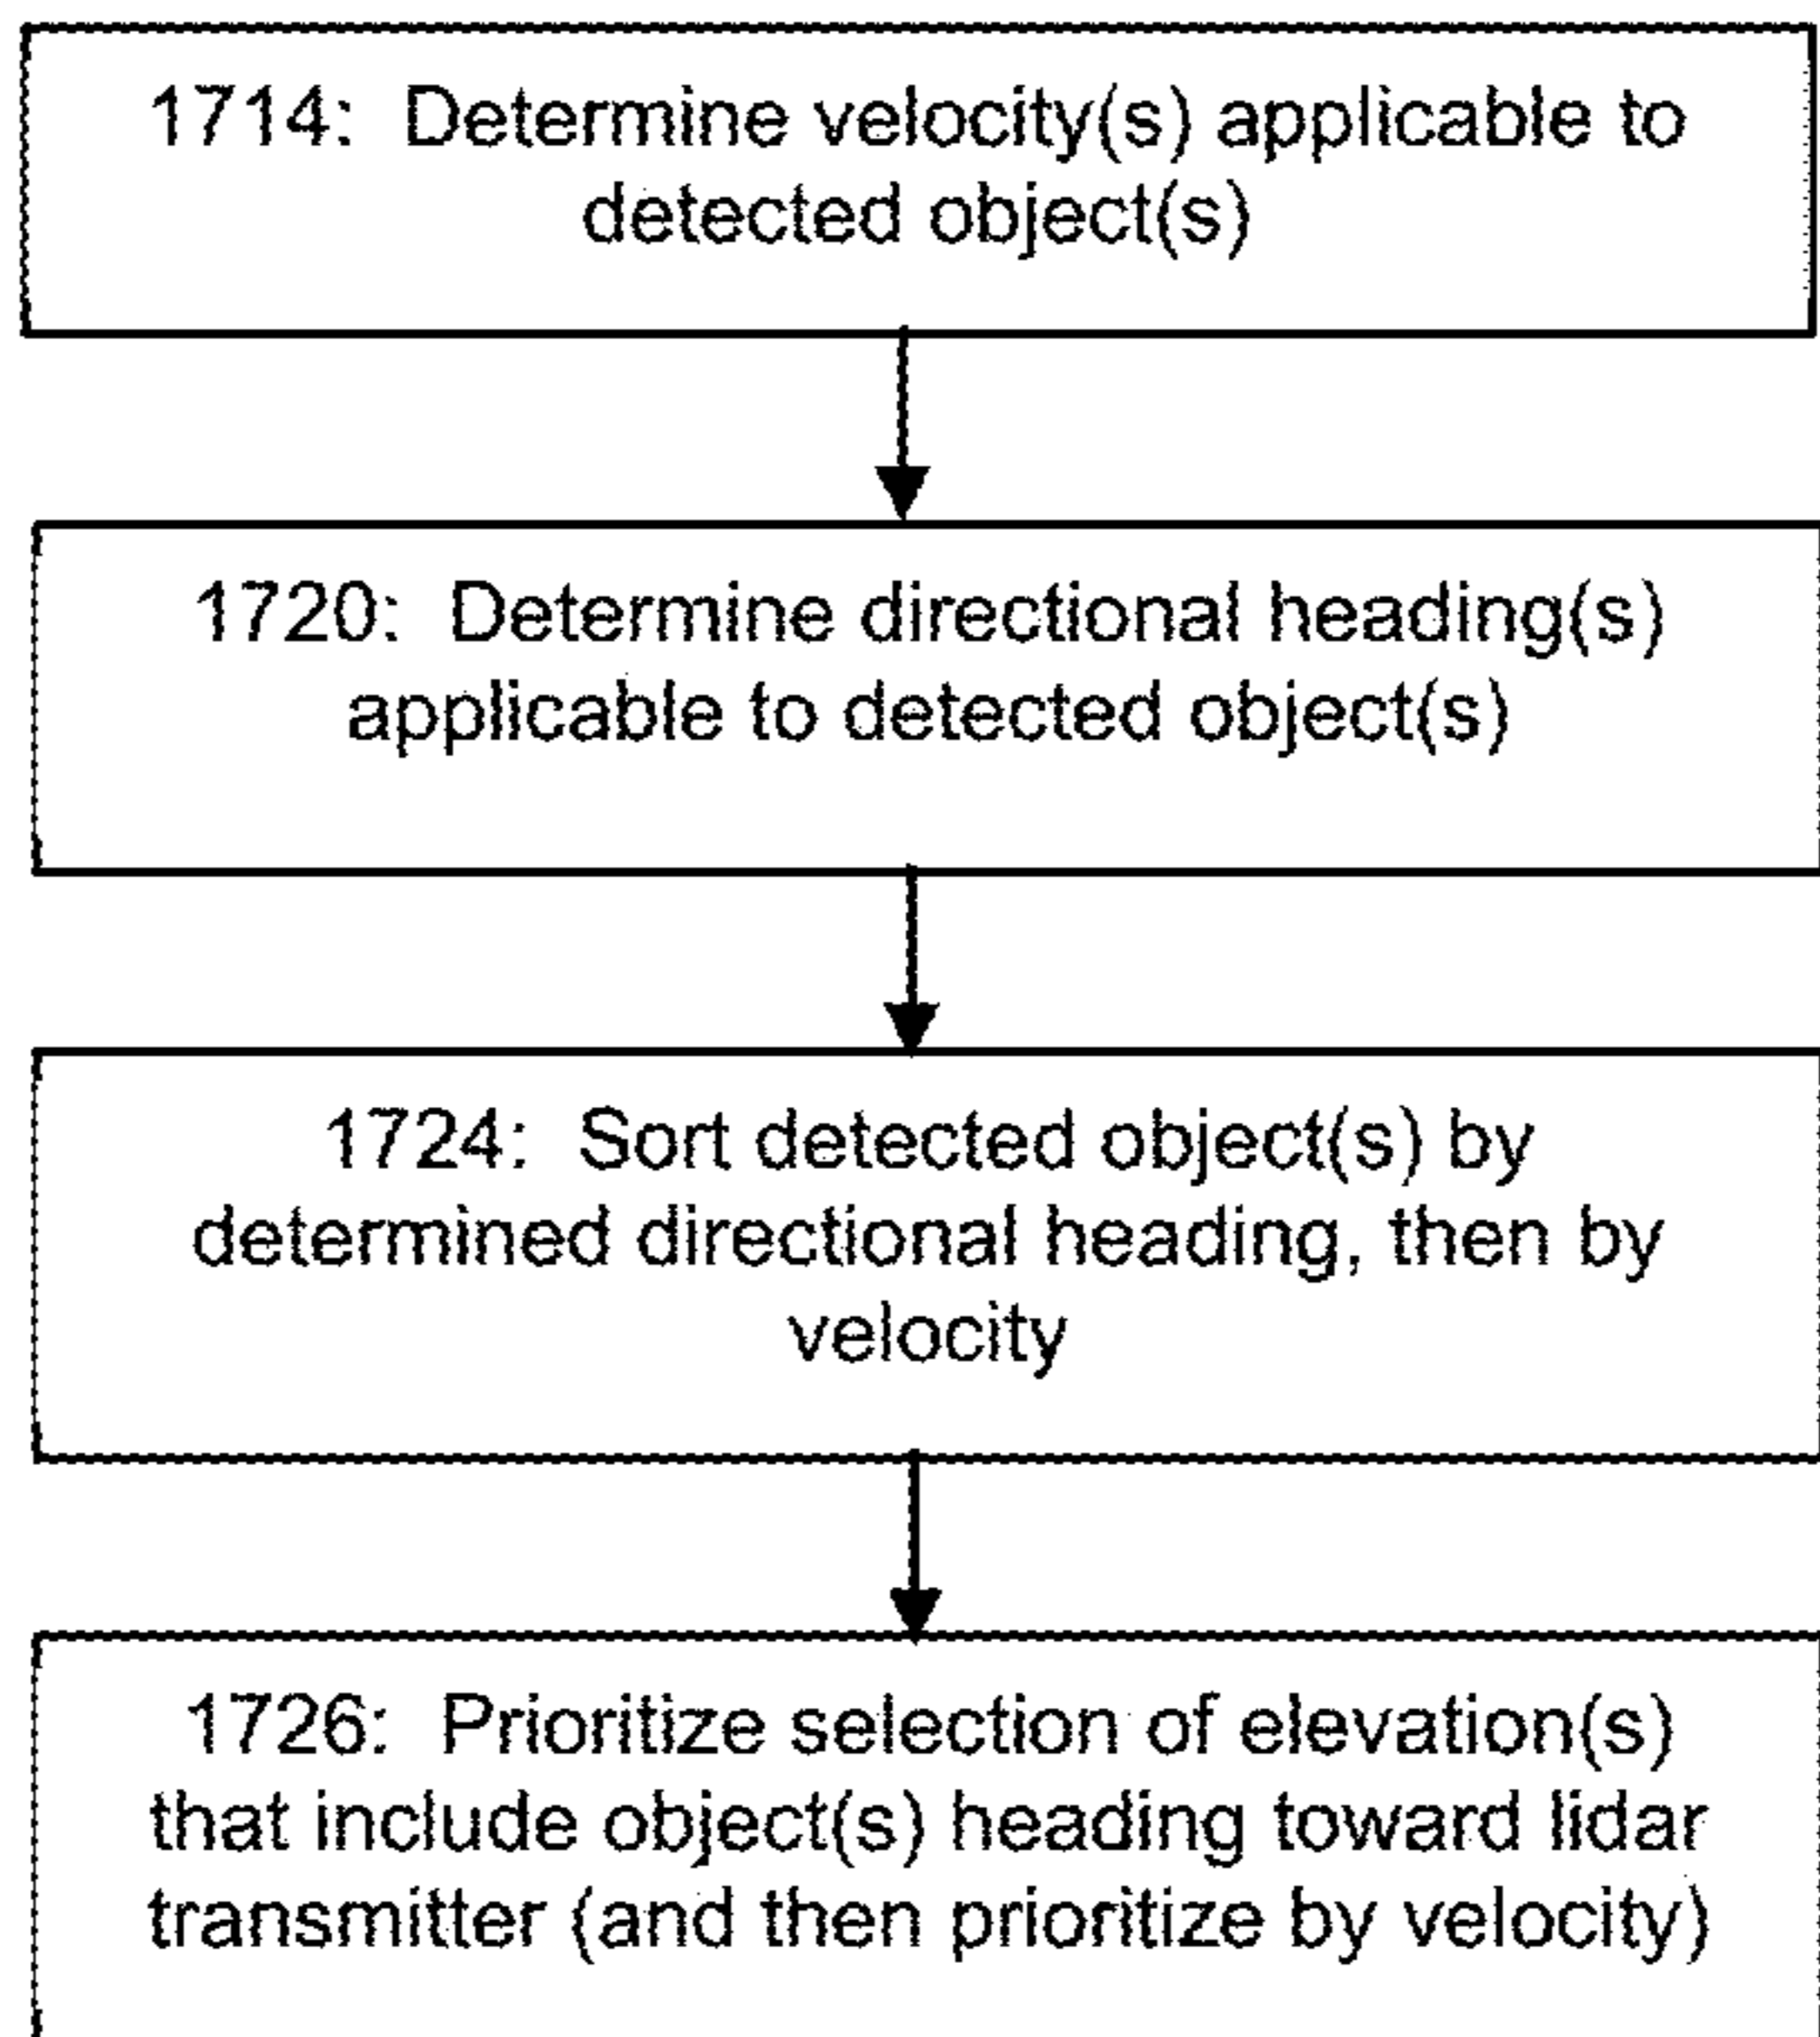 1714: Determine velocity(s) applicable to
detected object(s)
1720: Determine directional heading(s)
applicable to detected object(s)
1724: Sort detected object(s) by
determined directional heading, then by
velocity
1726: Prioritize selection of elevation(s)
that include object(s) heading toward lidar
transmitter (and then prioritize by velocity)